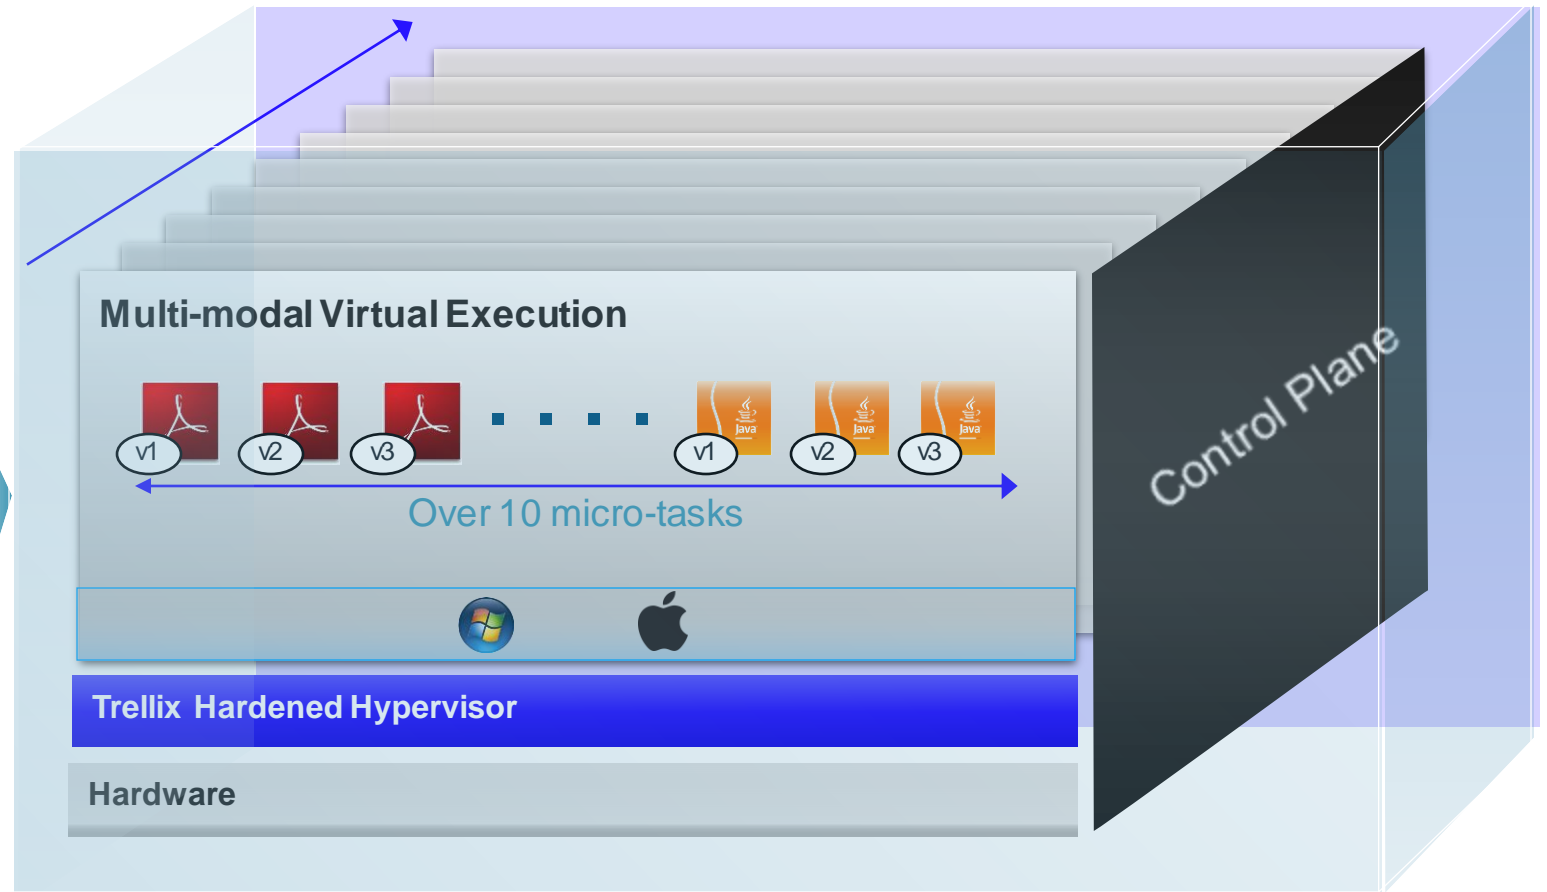 Multi-modal Virtual Execution
v1 v2 v3 Java Java Java
v1 v2 v3
Over 10 micro-tasks
Control Plane
Trellix Hardened Hypervisor
Hardware